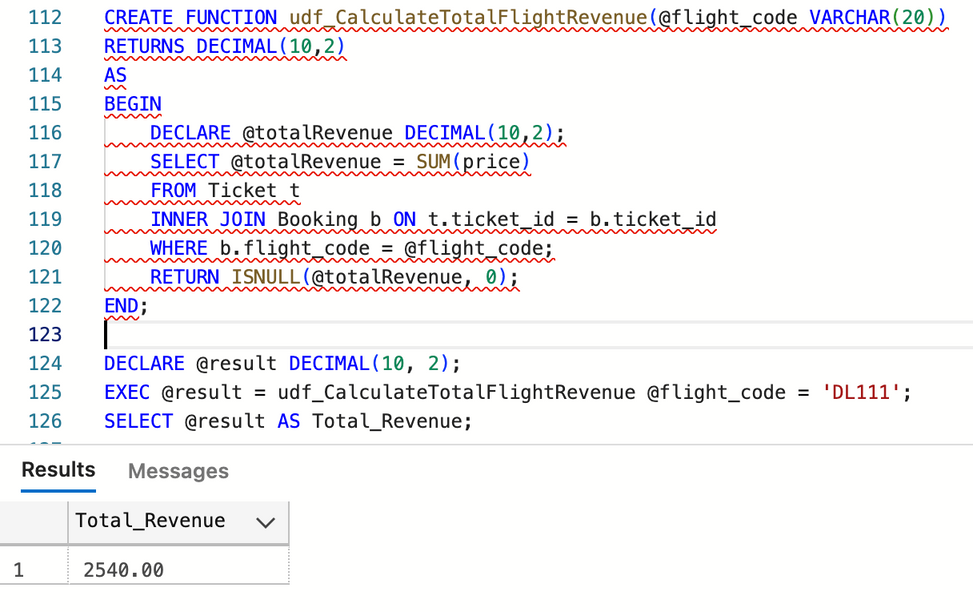 112 CREATE FUNCTION udf_CalculateTotalFlightRevenue(@flight_code VARCHAR(20))
113 RETURNS DECIMAL(10,2)
114 AS
115 BEGIN
116 DECLARE @totalRevenue DECIMAL(10,2);
117 SELECT @totalRevenue = SUM(price)
118 FROM Ticket t
119 INNER JOIN Booking b ON t.ticket_id = b.ticket_id
120 WHERE b.flight_code = @flight_code;
121 RETURN ISNULL(@totalRevenue, 0);
122 END;
123
124 DECLARE @result DECIMAL(10, 2);
125 EXEC @result = udf_CalculateTotalFlightRevenue @flight_code = 'DL111';
126 SELECT @result AS Total_Revenue;
Results Messages
Total_Revenue
1 2540.00